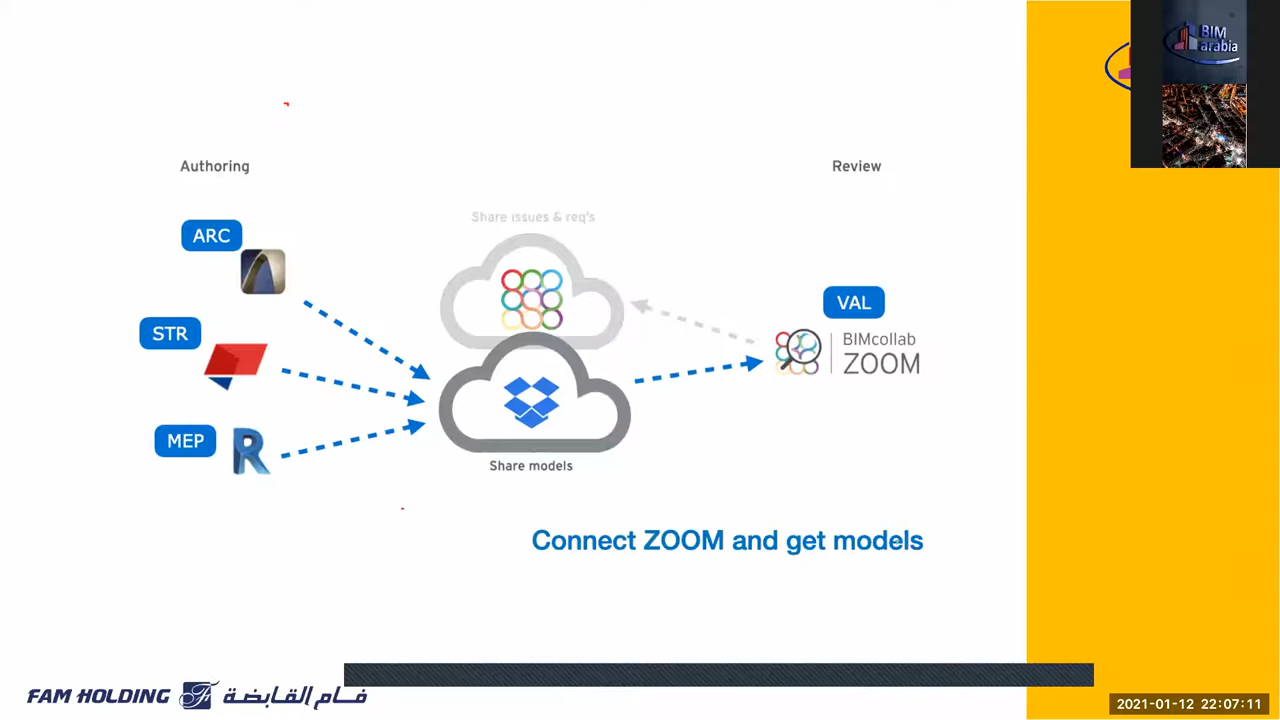 BIM
arabia
Authoring
Review
Share issues & req's
ARC
VAL
STR
BIMcollab
ZOOM
MEP
Share models
Connect ZOOM and get models
FAM HOLDING فام القابضة
2021-01-12 22:07:11